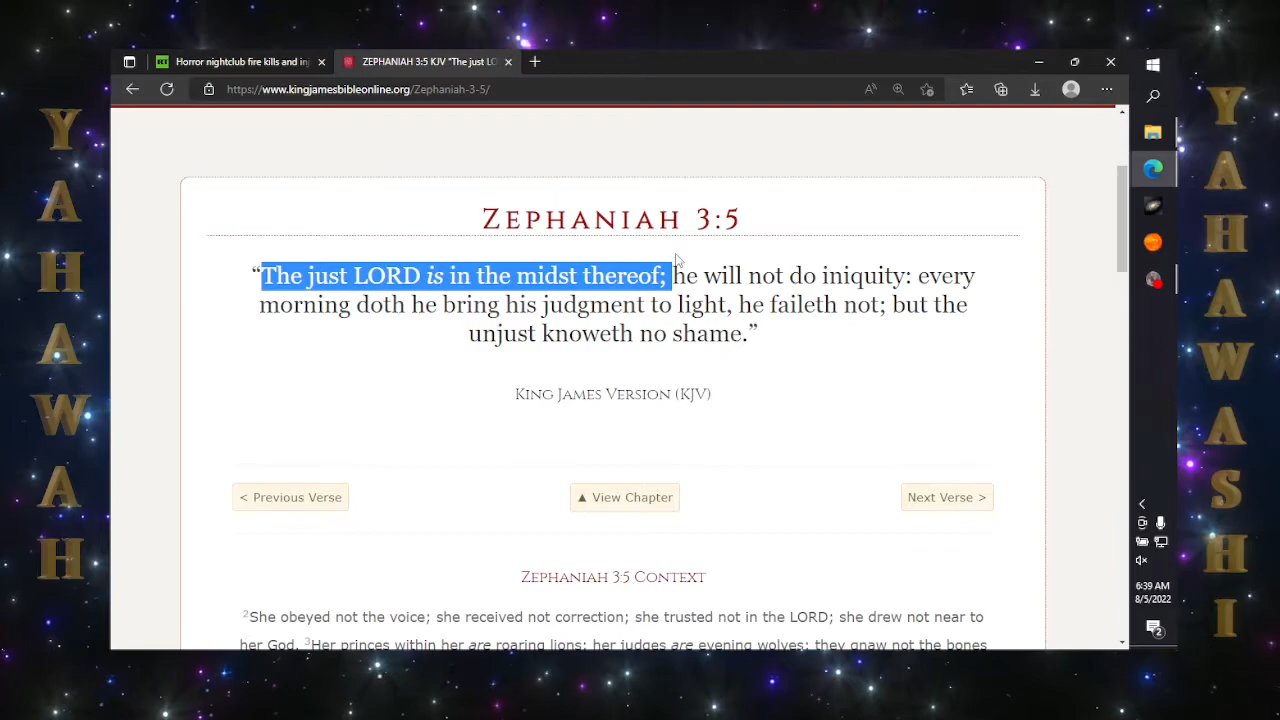 Horror nightclub fire kills and inj
ZEPHANIAH 3:5 KJV "The just LO
https://www.kingjamesbibleonline.org/Zephaniah-3-5/
ZEPHANIAH 3:5
“The just LORD is in the midst thereof; he will not do iniquity: every
morning doth he bring his judgment to light, he faileth not; but the
unjust knoweth no shame.”
KING JAMES VERSION (KJV)
< Previous Verse
▲ View Chapter
Next Verse >
ZEPHANIAH 3:5 CONTEXT
2She obeyed not the voice; she received not correction; she trusted not in the LORD; she drew not near to
her God. 3Her princes within her are roaring lions; her judges are evening wolves; they gnaw not the bones
YAHAWAH
YAHAWASHI
6:39 AM
8/5/2022
2